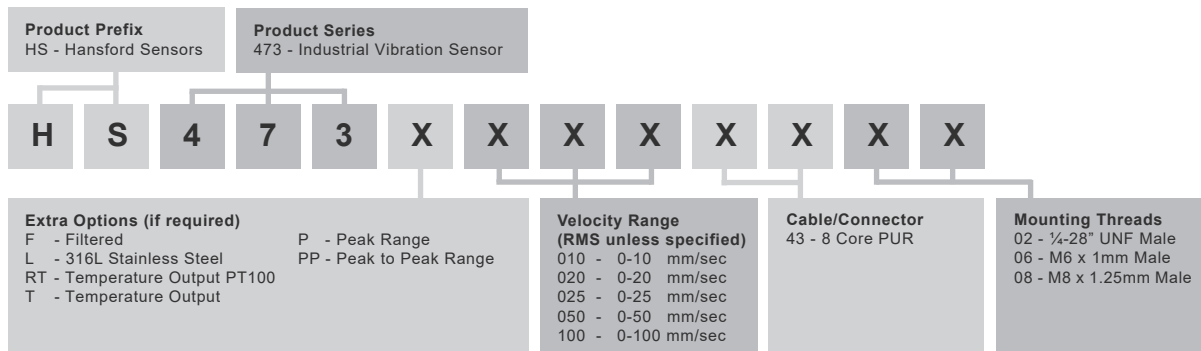 Product Prefix
HS - Hansford Sensors
Product Series
473 - Industrial Vibration Sensor
H S 4 7 3 X X X X X X X X
Extra Options (if required)
F - Filtered
L - 316L Stainless Steel
RT - Temperature Output PT100
T - Temperature Output
P - Peak Range
PP - Peak to Peak Range
Velocity Range
(RMS unless specified)
010 - 0-10 mm/sec
020 - 0-20 mm/sec
025 - 0-25 mm/sec
050 - 0-50 mm/sec
100 - 0-100 mm/sec
Cable/Connector
43 - 8 Core PUR
Mounting Threads
02 - ¼-28” UNF Male
06 - M6 x 1mm Male
08 - M8 x 1.25mm Male